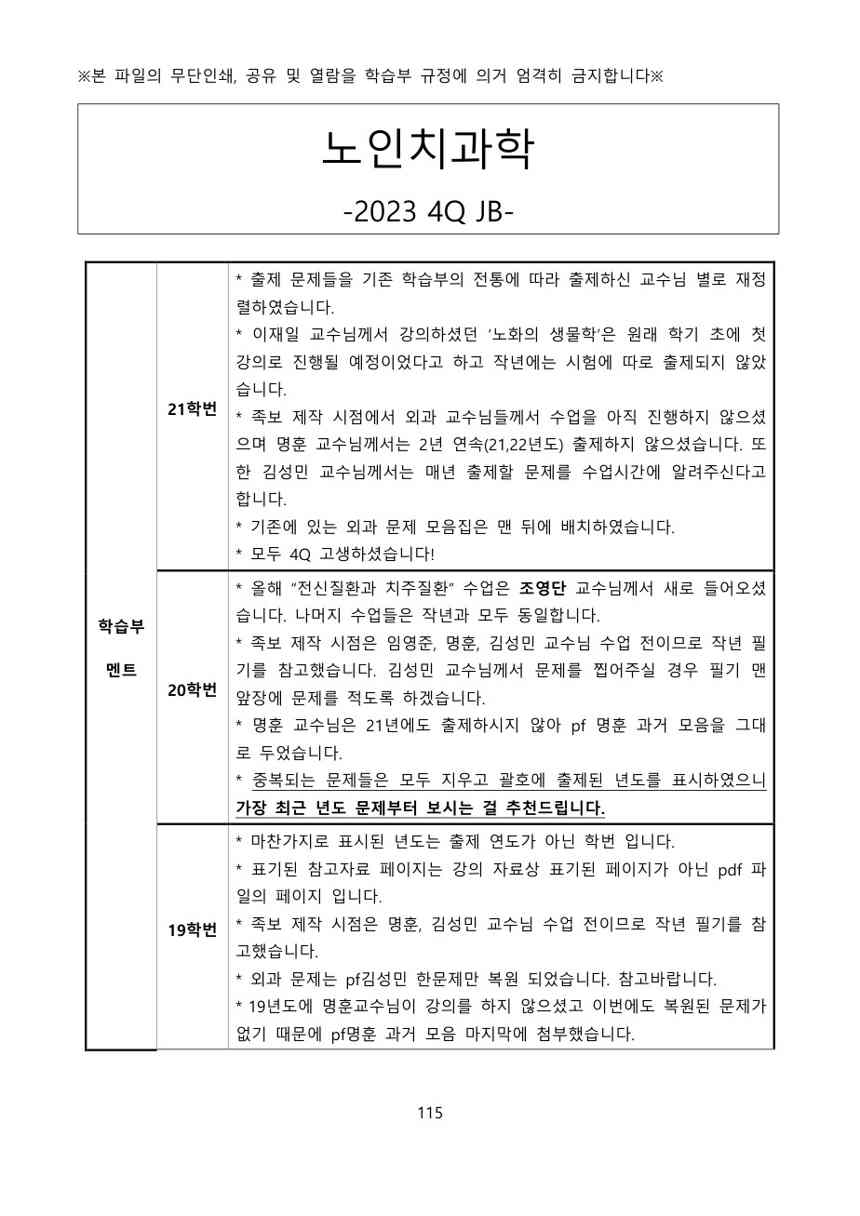 ※본 파일의 무단인쇄, 공유 및 열람을 학습부 규정에 의거 엄격히 금지합니다※
노인치과학
-2023 4Q JB-
학습부
멘트
21학번
* 출제 문제들을 기존 학습부의 전통에 따라 출제하신 교수님 별로 재정
렬하였습니다.
* 이재일 교수님께서 강의하셨던 '노화의 생물학'은 원래 학기 초에 첫
강의로 진행될 예정이었다고 하고 작년에는 시험에 따로 출제되지 않았
습니다.
* 족보 제작 시점에서 외과 교수님들께서 수업을 아직 진행하지 않으셨
으며 명훈 교수님께서는 2년 연속(21,22년도) 출제하지 않으셨습니다. 또
한 김성민 교수님께서는 매년 출제할 문제를 수업시간에 알려주신다고
합니다.
* 기존에 있는 외과 문제 모음집은 맨 뒤에 배치하였습니다.
* 모두 4Q 고생하셨습니다!
20학번
* 올해 "전신질환과 치주질환" 수업은 조영단 교수님께서 새로 들어오셨
습니다. 나머지 수업들은 작년과 모두 동일합니다.
* 족보 제작 시점은 임영준, 명훈, 김성민 교수님 수업 전이므로 작년 필
기를 참고했습니다. 김성민 교수님께서 문제를 찝어주실 경우 필기 맨
앞장에 문제를 적도록 하겠습니다.
* 명훈 교수님은 21년에도 출제하시지 않아 pf 명훈 과거 모음을 그대
로 두었습니다.
* 중복되는 문제들은 모두 지우고 괄호에 출제된 년도를 표시하였으니
가장 최근 년도 문제부터 보시는 걸 추천드립니다.
19학번
* 마찬가지로 표시된 년도는 출제 연도가 아닌 학번 입니다.
* 표기된 참고자료 페이지는 강의 자료상 표기된 페이지가 아닌 pdf 파
일의 페이지 입니다.
* 족보 제작 시점은 명훈, 김성민 교수님 수업 전이므로 작년 필기를 참
고했습니다.
* 외과 문제는 pf김성민 한문제만 복원 되었습니다. 참고바랍니다.
* 19년도에 명훈교수님이 강의를 하지 않으셨고 이번에도 복원된 문제가
없기 때문에 pf명훈 과거 모음 마지막에 첨부했습니다.
115